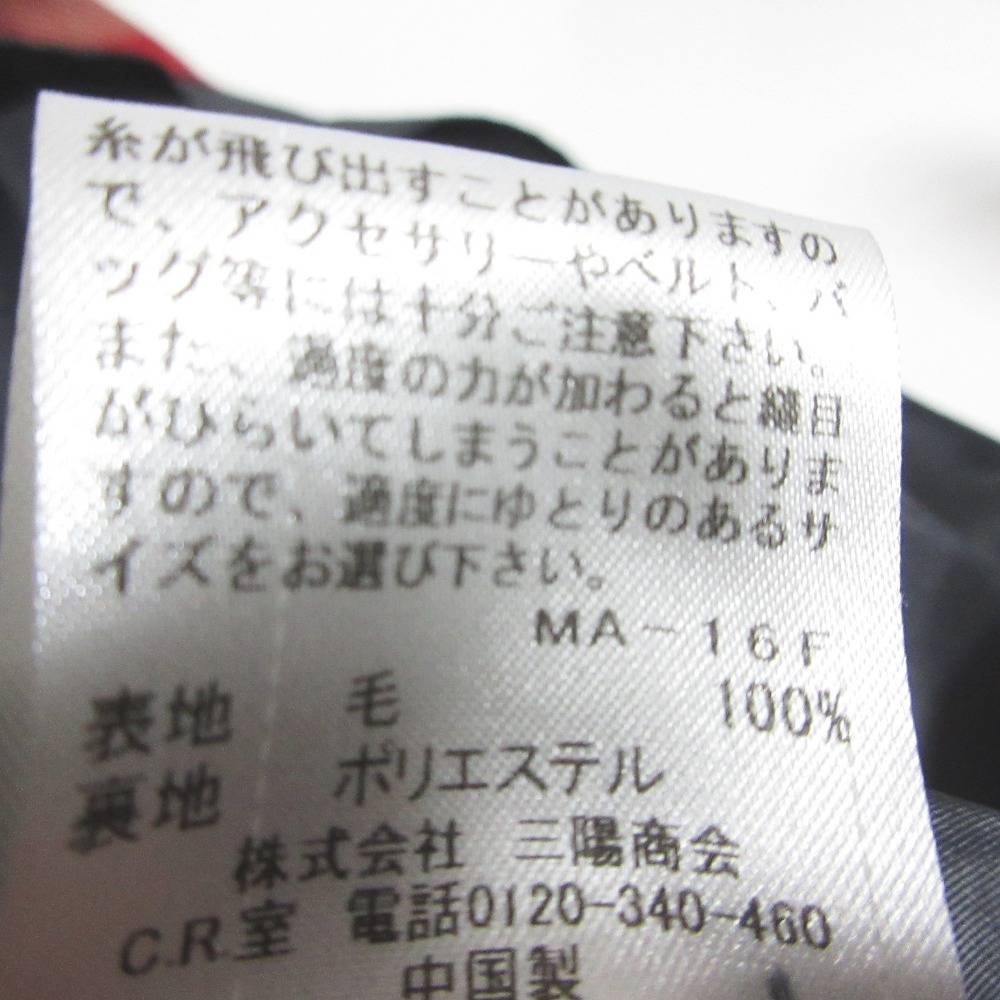 糸が飛び出すことがありますの
で、アクセサリーやベルト、バ
ッグ等には十分ご注意下さい。
また、過度の力が加わると縫目
がひらいてしまうことがありま
すので、適度にゆとりのあるサ
イズをお選び下さい。
MA-16F
表地 毛 100%
裏地 ポリエステル
株式会社 三陽商会
C.R.室 電話0120-340-460
中国製